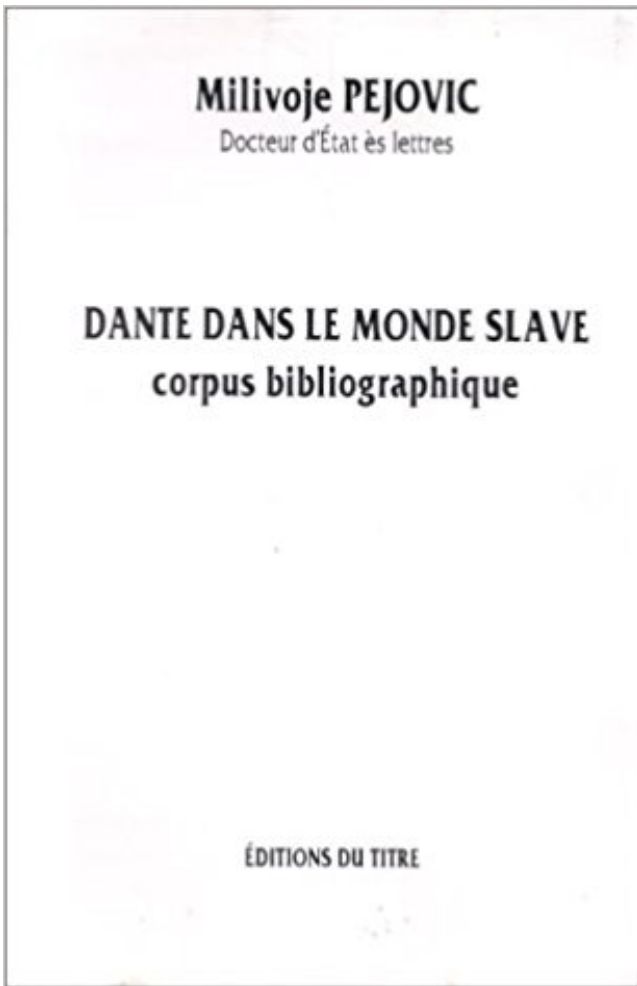 Milivoje PEJOVIC
Docteur d'État ès lettres
DANTE DANS LE MONDE SLAVE
corpus bibliographique
ÉDITIONS DU TITRE